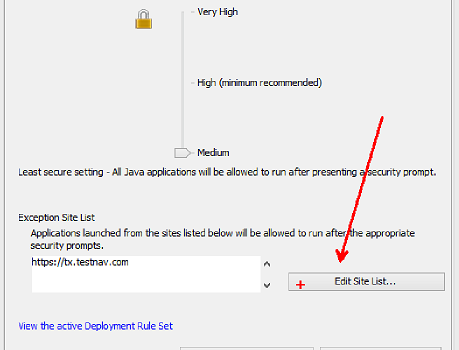 Very High
High (minimum recommended)
Medium
Least secure setting - All Java applications will be allowed to run after presenting a security prompt.
Exception Site List
Applications launched from the sites listed below will be allowed to run after the appropriate
security prompts.
https://tx.testnav.com
Edit Site List...
View the active Deployment Rule Set